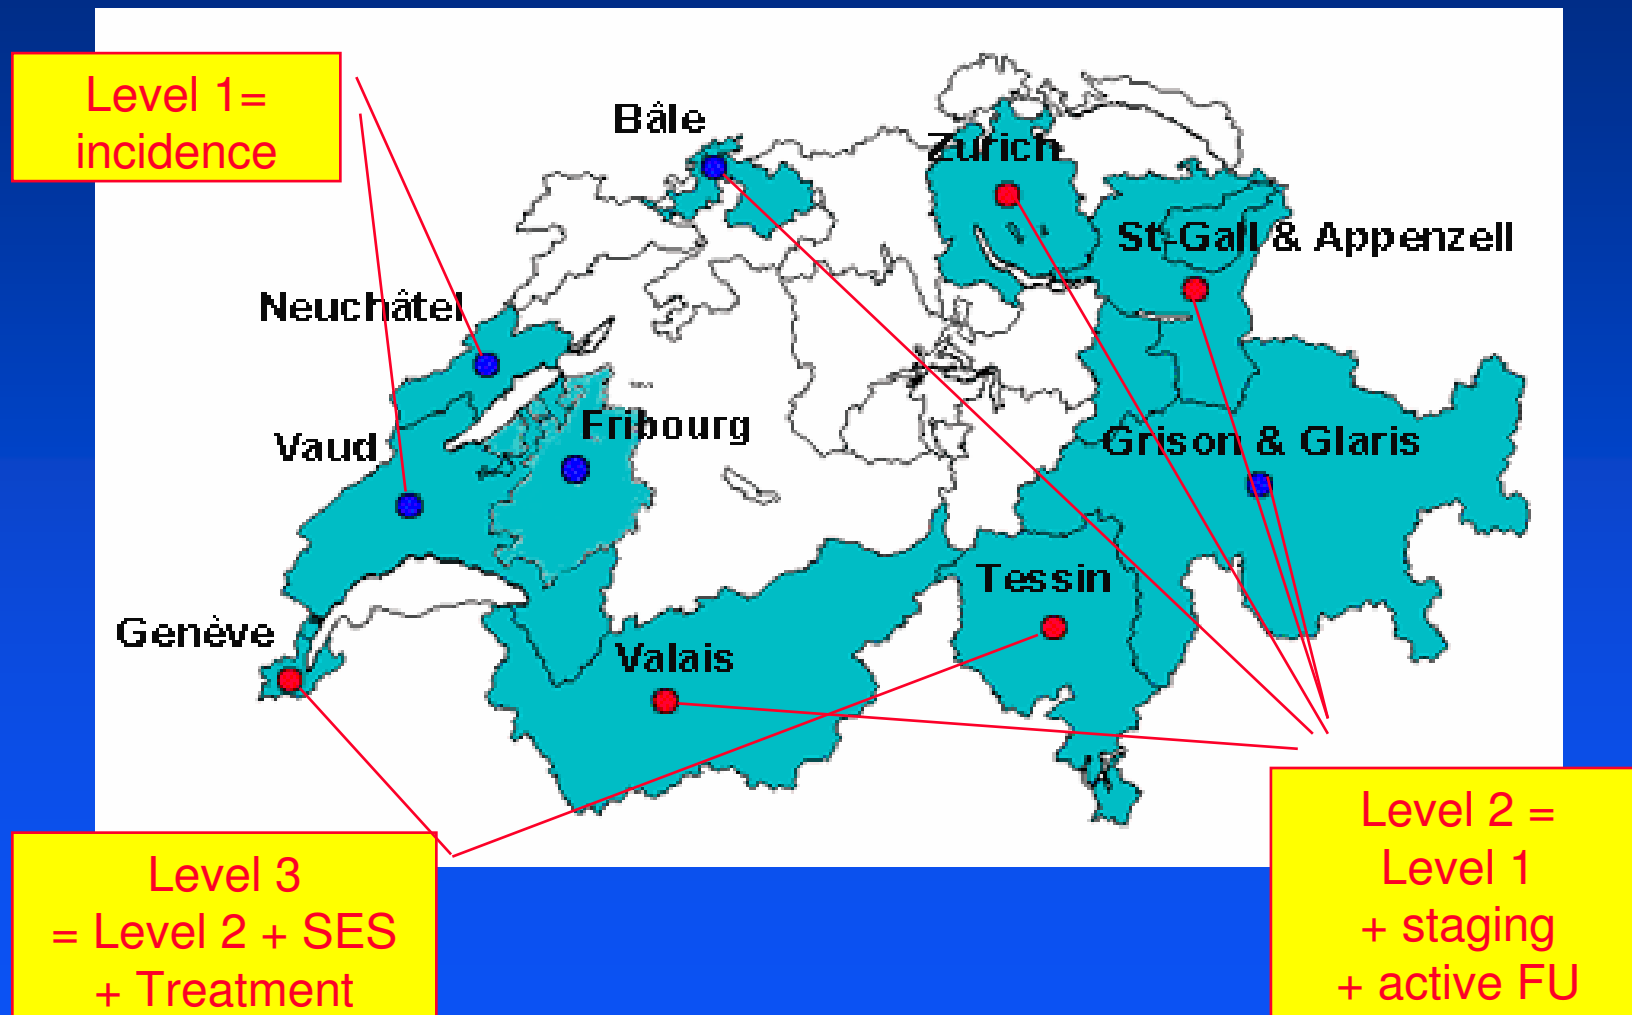 Level 1=
incidence
Bâle
Zurich
St-Gall & Appenzell
Neuchâtel
Vaud
Fribourg
Grison & Glaris
Tessin
Genève
Valais
Level 3
= Level 2 + SES
+ Treatment
Level 2 =
Level 1
+ staging
+ active FU